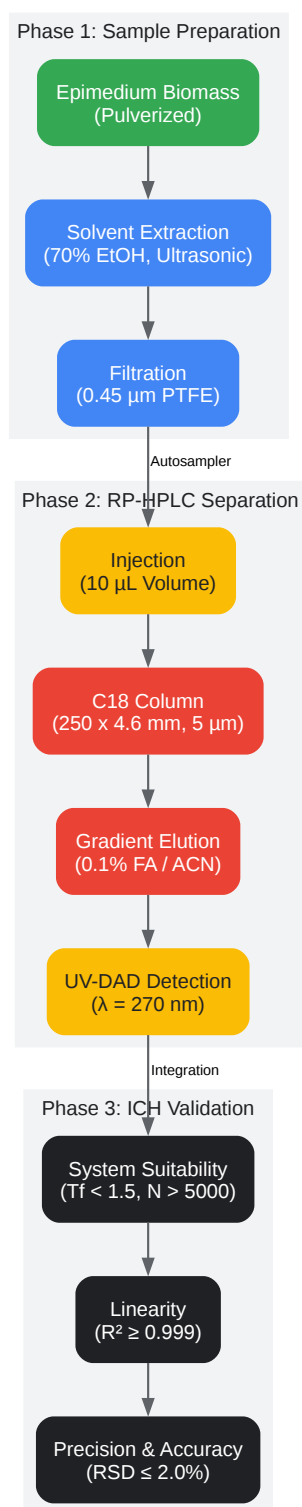 Phase 1: Sample Preparation
Epimedium Biomass
(Pulverized)
Solvent Extraction
(70% EtOH, Ultrasonic)
Filtration
(0.45 µm PTFE)
Autosampler
Phase 2: RP-HPLC Separation
Injection
(10 µL Volume)
C18 Column
(250 x 4.6 mm, 5 µm)
Gradient Elution
(0.1% FA / ACN)
UV-DAD Detection
(λ = 270 nm)
Integration
Phase 3: ICH Validation
System Suitability
(Tf < 1.5, N > 5000)
Linearity
(R² ≥ 0.999)
Precision & Accuracy
(RSD ≤ 2.0%)